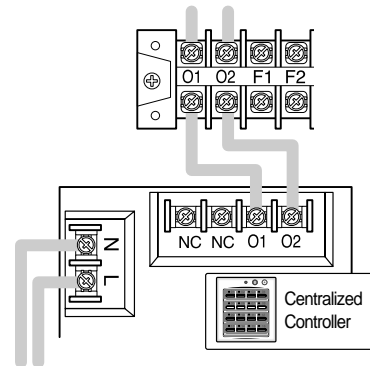 O1 O2 F1 F2
NC NC O1 O2
N
L
Centralized
Controller